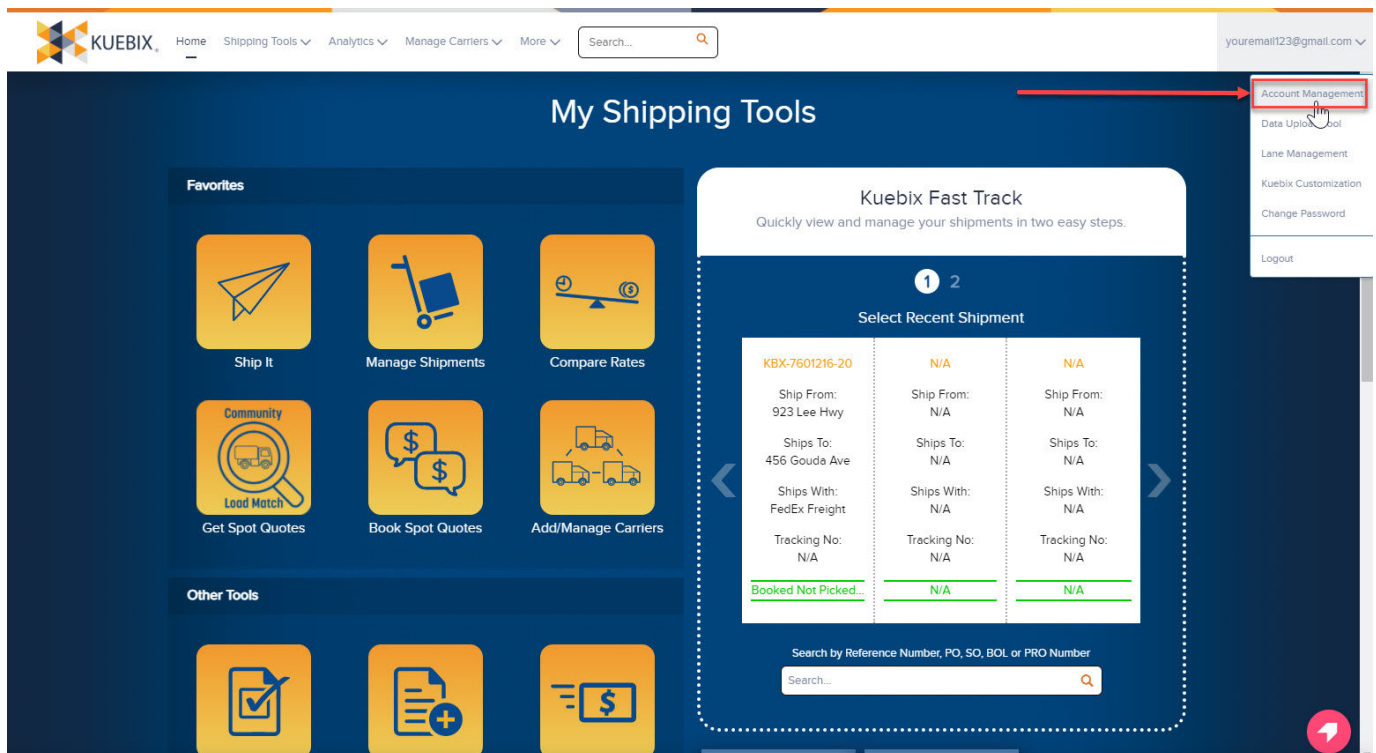 KUEBIX®
Home Shipping Tools Analytics Manage Carriers More Search...
youremail123@gmail.com
Account Management
Data Upload Tool
Lane Management
Kuebix Customization
Change Password
Logout
My Shipping Tools
Favorites
Ship It Manage Shipments Compare Rates
Community
Load Match
$ $
Get Spot Quotes Book Spot Quotes Add/Manage Carriers
Other Tools
$
Kuebix Fast Track
Quickly view and manage your shipments in two easy steps.
1 2
Select Recent Shipment
KBX-7601216-20 N/A N/A
Ship From: Ship From: Ship From:
923 Lee Hwy N/A N/A
Ships To: Ships To: Ships To:
456 Gouda Ave N/A N/A
Ships With: Ships With: Ships With:
FedEx Freight N/A N/A
Tracking No: Tracking No: Tracking No:
N/A N/A N/A
Booked Not Picked... N/A N/A
Search by Reference Number, PO, SO, BOL or PRO Number
Search...